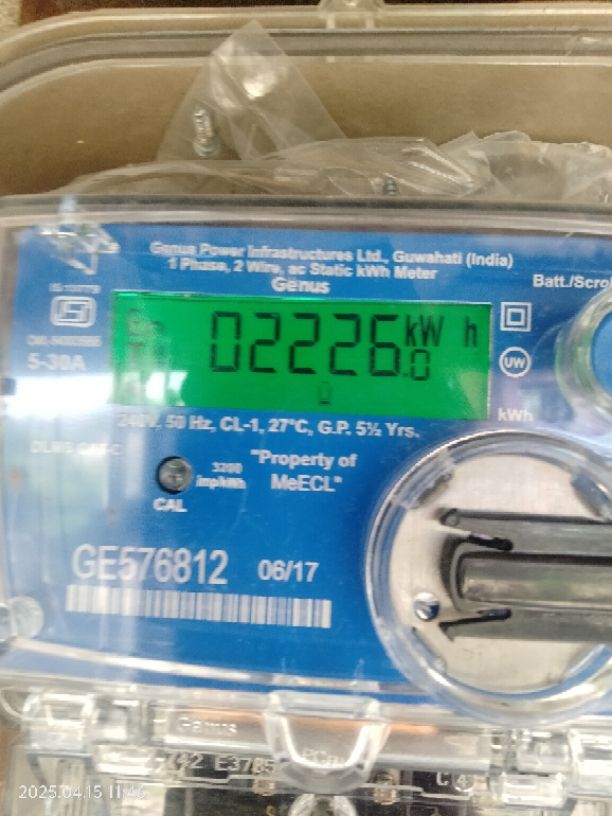 Genus Power Infrastructures Ltd., Guwahati (India)
1 Phase, 2 Wire, ac Static kWh Meter
Genus
Batt./Scrol
02226.0 kW h
5-30A
UW
kWh
240V, 50 Hz, CL-1, 27°C, G.P. 5½ Yrs.
3200
imp/kWh
CAL
"Property of
MeECL"
GE576812 06/17
Genus
2025.04.15 11:46